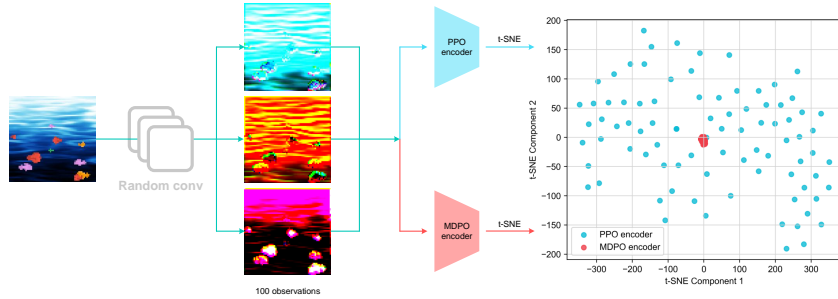 Random conv
100 observations
PPO
encoder
t-SNE
MDPO
encoder
t-SNE
t-SNE Component 2
200
150
100
50
0
−50
−100
−150
−200
PPO encoder
MDPO encoder
−300 −200 −100 0 100 200 300
t-SNE Component 1